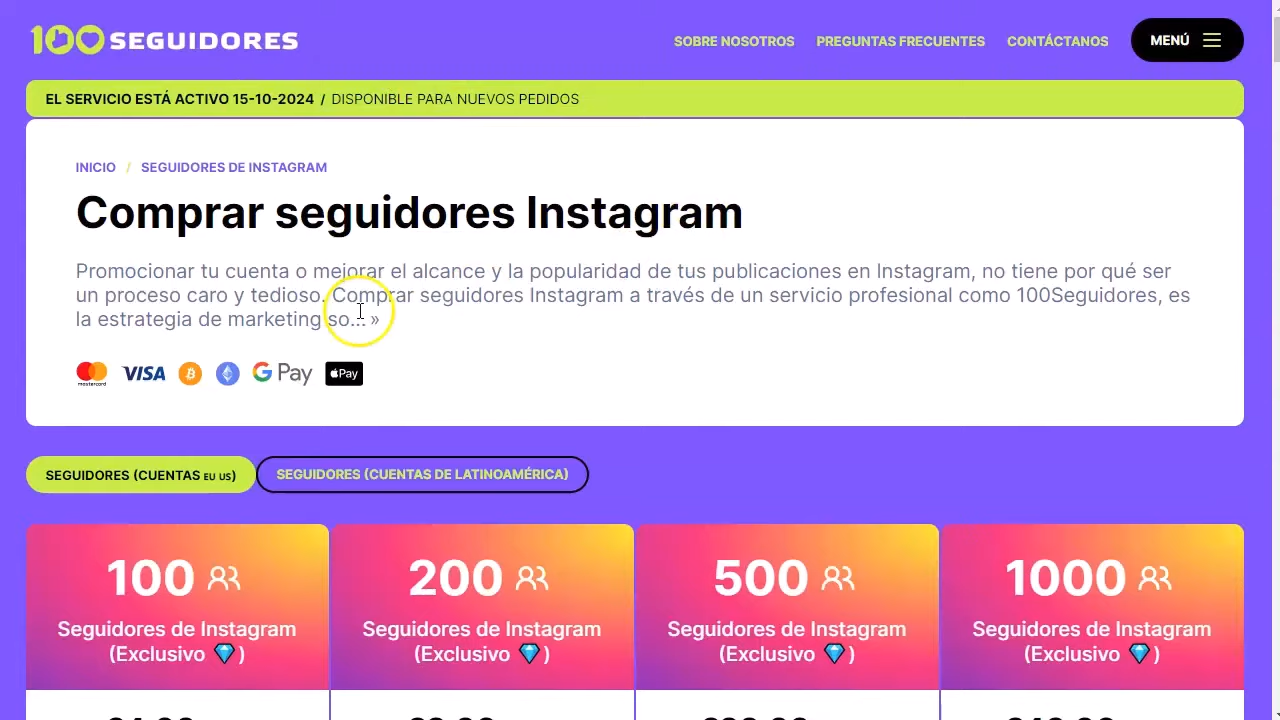 100 SEGUIDORES
SOBRE NOSOTROS PREGUNTAS FRECUENTES CONTÁCTANOS MENÚ
EL SERVICIO ESTÁ ACTIVO 15-10-2024 / DISPONIBLE PARA NUEVOS PEDIDOS
INICIO / SEGUIDORES DE INSTAGRAM
Comprar seguidores Instagram
Promocionar tu cuenta o mejorar el alcance y la popularidad de tus publicaciones en Instagram, no tiene por qué ser
un proceso caro y tedioso. Comprar seguidores Instagram a través de un servicio profesional como 100Seguidores, es
la estrategia de marketing so... »
mastercard VISA G Pay Pay
SEGUIDORES (CUENTAS EU US) SEGUIDORES (CUENTAS DE LATINOAMÉRICA)
100 200 500 1000
Seguidores de Instagram Seguidores de Instagram Seguidores de Instagram Seguidores de Instagram
(Exclusivo 💎) (Exclusivo 💎) (Exclusivo 💎) (Exclusivo 💎)